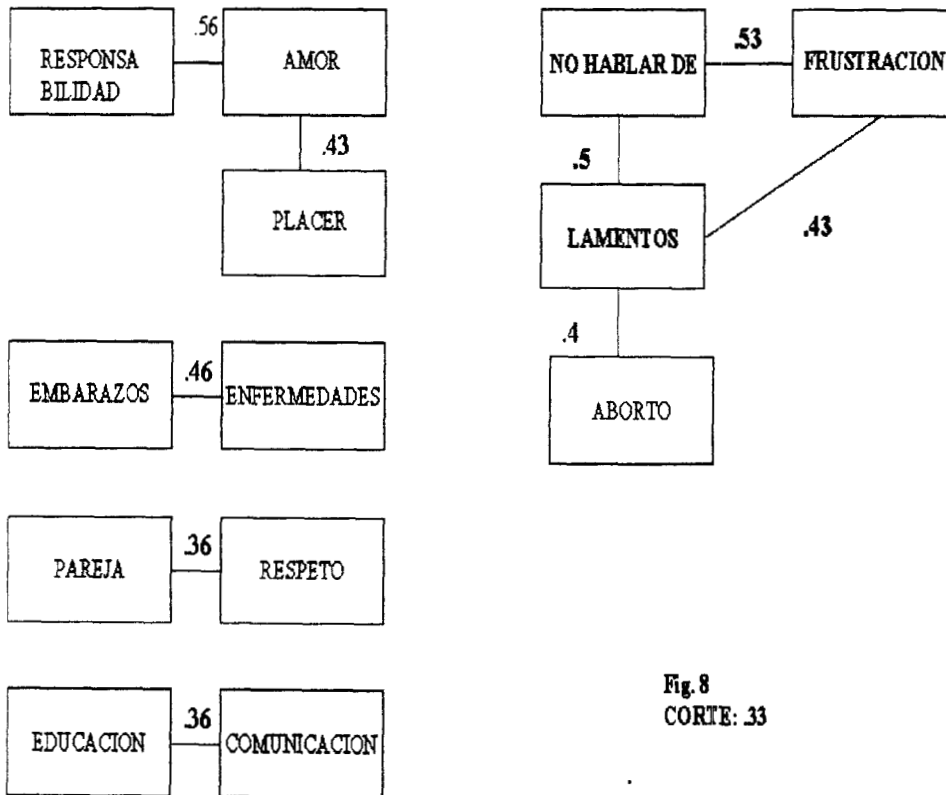 RESPONSA
BILIDAD
.56
AMOR
.43
PLACER
NO HABLAR DE
.53
FRUSTRACION
.5
LAMENTOS
.43
.4
ABORTO
EMBARAZOS
.46
ENFERMEDADES
PAREJA
.36
RESPETO
EDUCACION
.36
COMUNICACION
Fig. 8
CORTE: .33